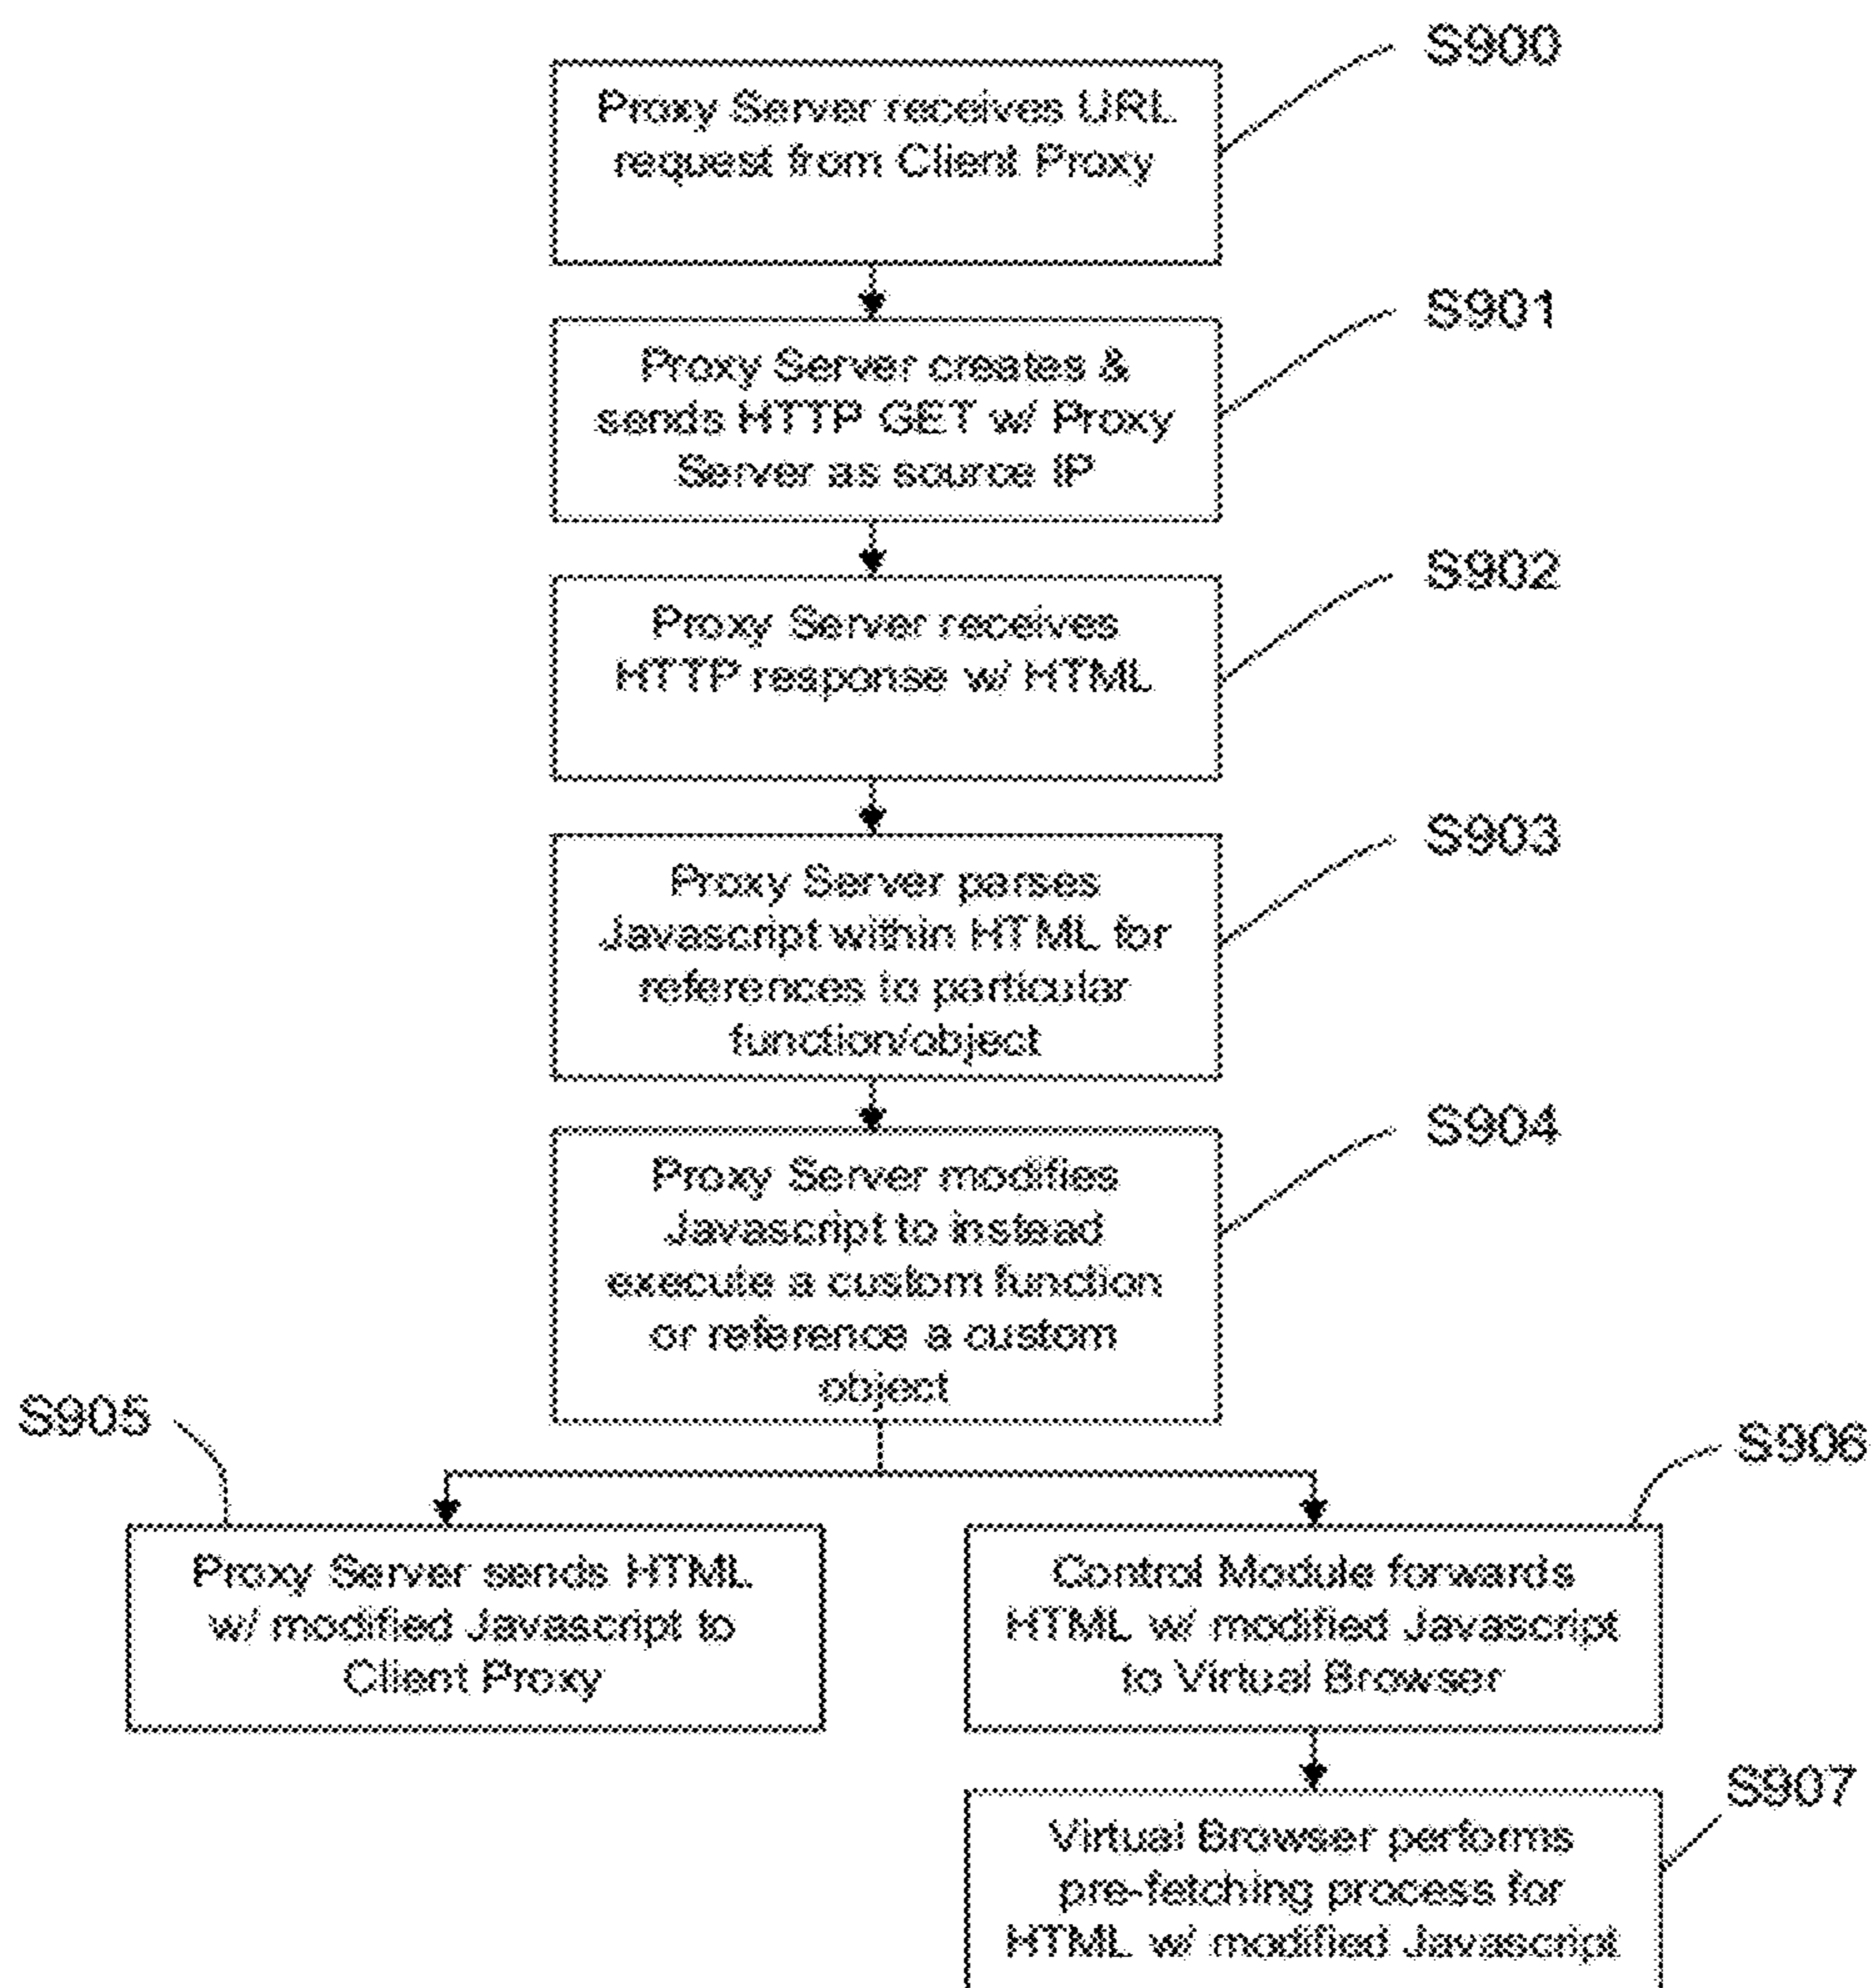 S900
Proxy Server receives URL
request from Client Proxy
S901
Proxy Server creates &
sends HTTP GET w/ Proxy
Server as source IP
S902
Proxy Server receives
HTTP response w/ HTML
S903
Proxy Server parses
Javascript within HTML for
references to particular
function/object
S904
Proxy Server modifies
Javascript to instead
execute a custom function
or reference a custom
object
S905
Proxy Server sends HTML
w/ modified Javascript to
Client Proxy
S906
Control Module forwards
HTML w/ modified Javascript
to Virtual Browser
S907
Virtual Browser performs
pre-fetching process for
HTML w/ modified Javascript